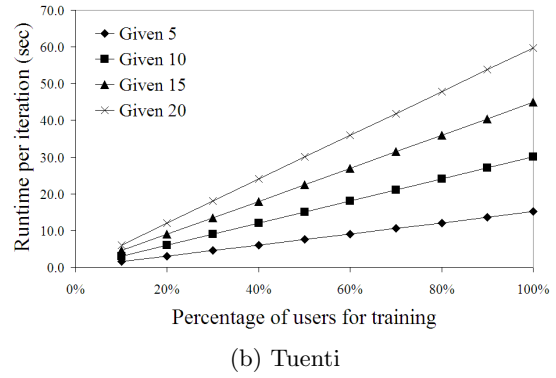 70.0
60.0
50.0
40.0
30.0
20.0
10.0
0.0
Runtime per iteration (sec)
Given 5
Given 10
Given 15
Given 20
0% 20% 40% 60% 80% 100%
Percentage of users for training
(b) Tuenti